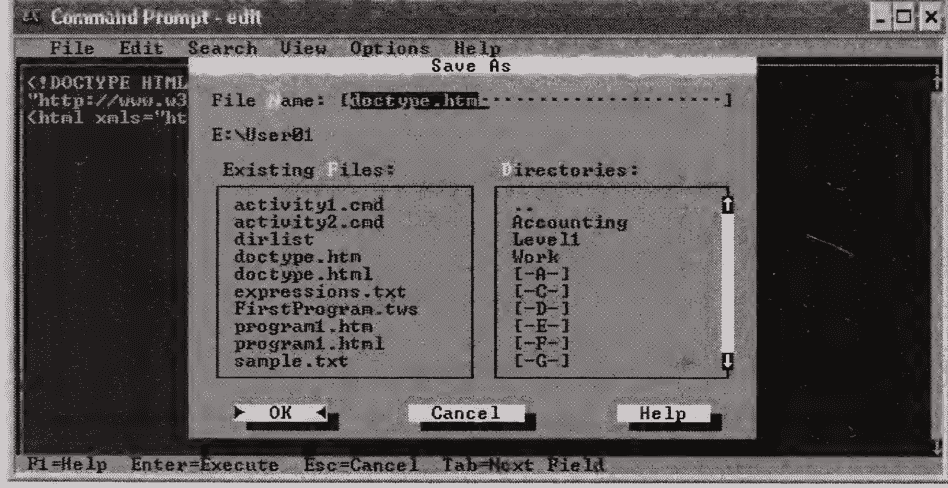 Command Prompt - edit
File Edit Search View Options Help
Save As
<!DOCTYPE HTML
"http://www.w3
<html xmls="ht
File Name: [doctype.htm]
E:\User01
Existing Files:
activity1.cmd
activity2.cmd
dirlist
doctype.htm
doctype.html
expressions.txt
FirstProgram.tws
program1.htm
program1.html
sample.txt
Directories:
..
Accounting
Level1
Work
[-A-]
[-C-]
[-D-]
[-E-]
[-F-]
[-G-]
OK Cancel Help
F1=Help Enter=Execute Esc=Cancel Tab=Next Field